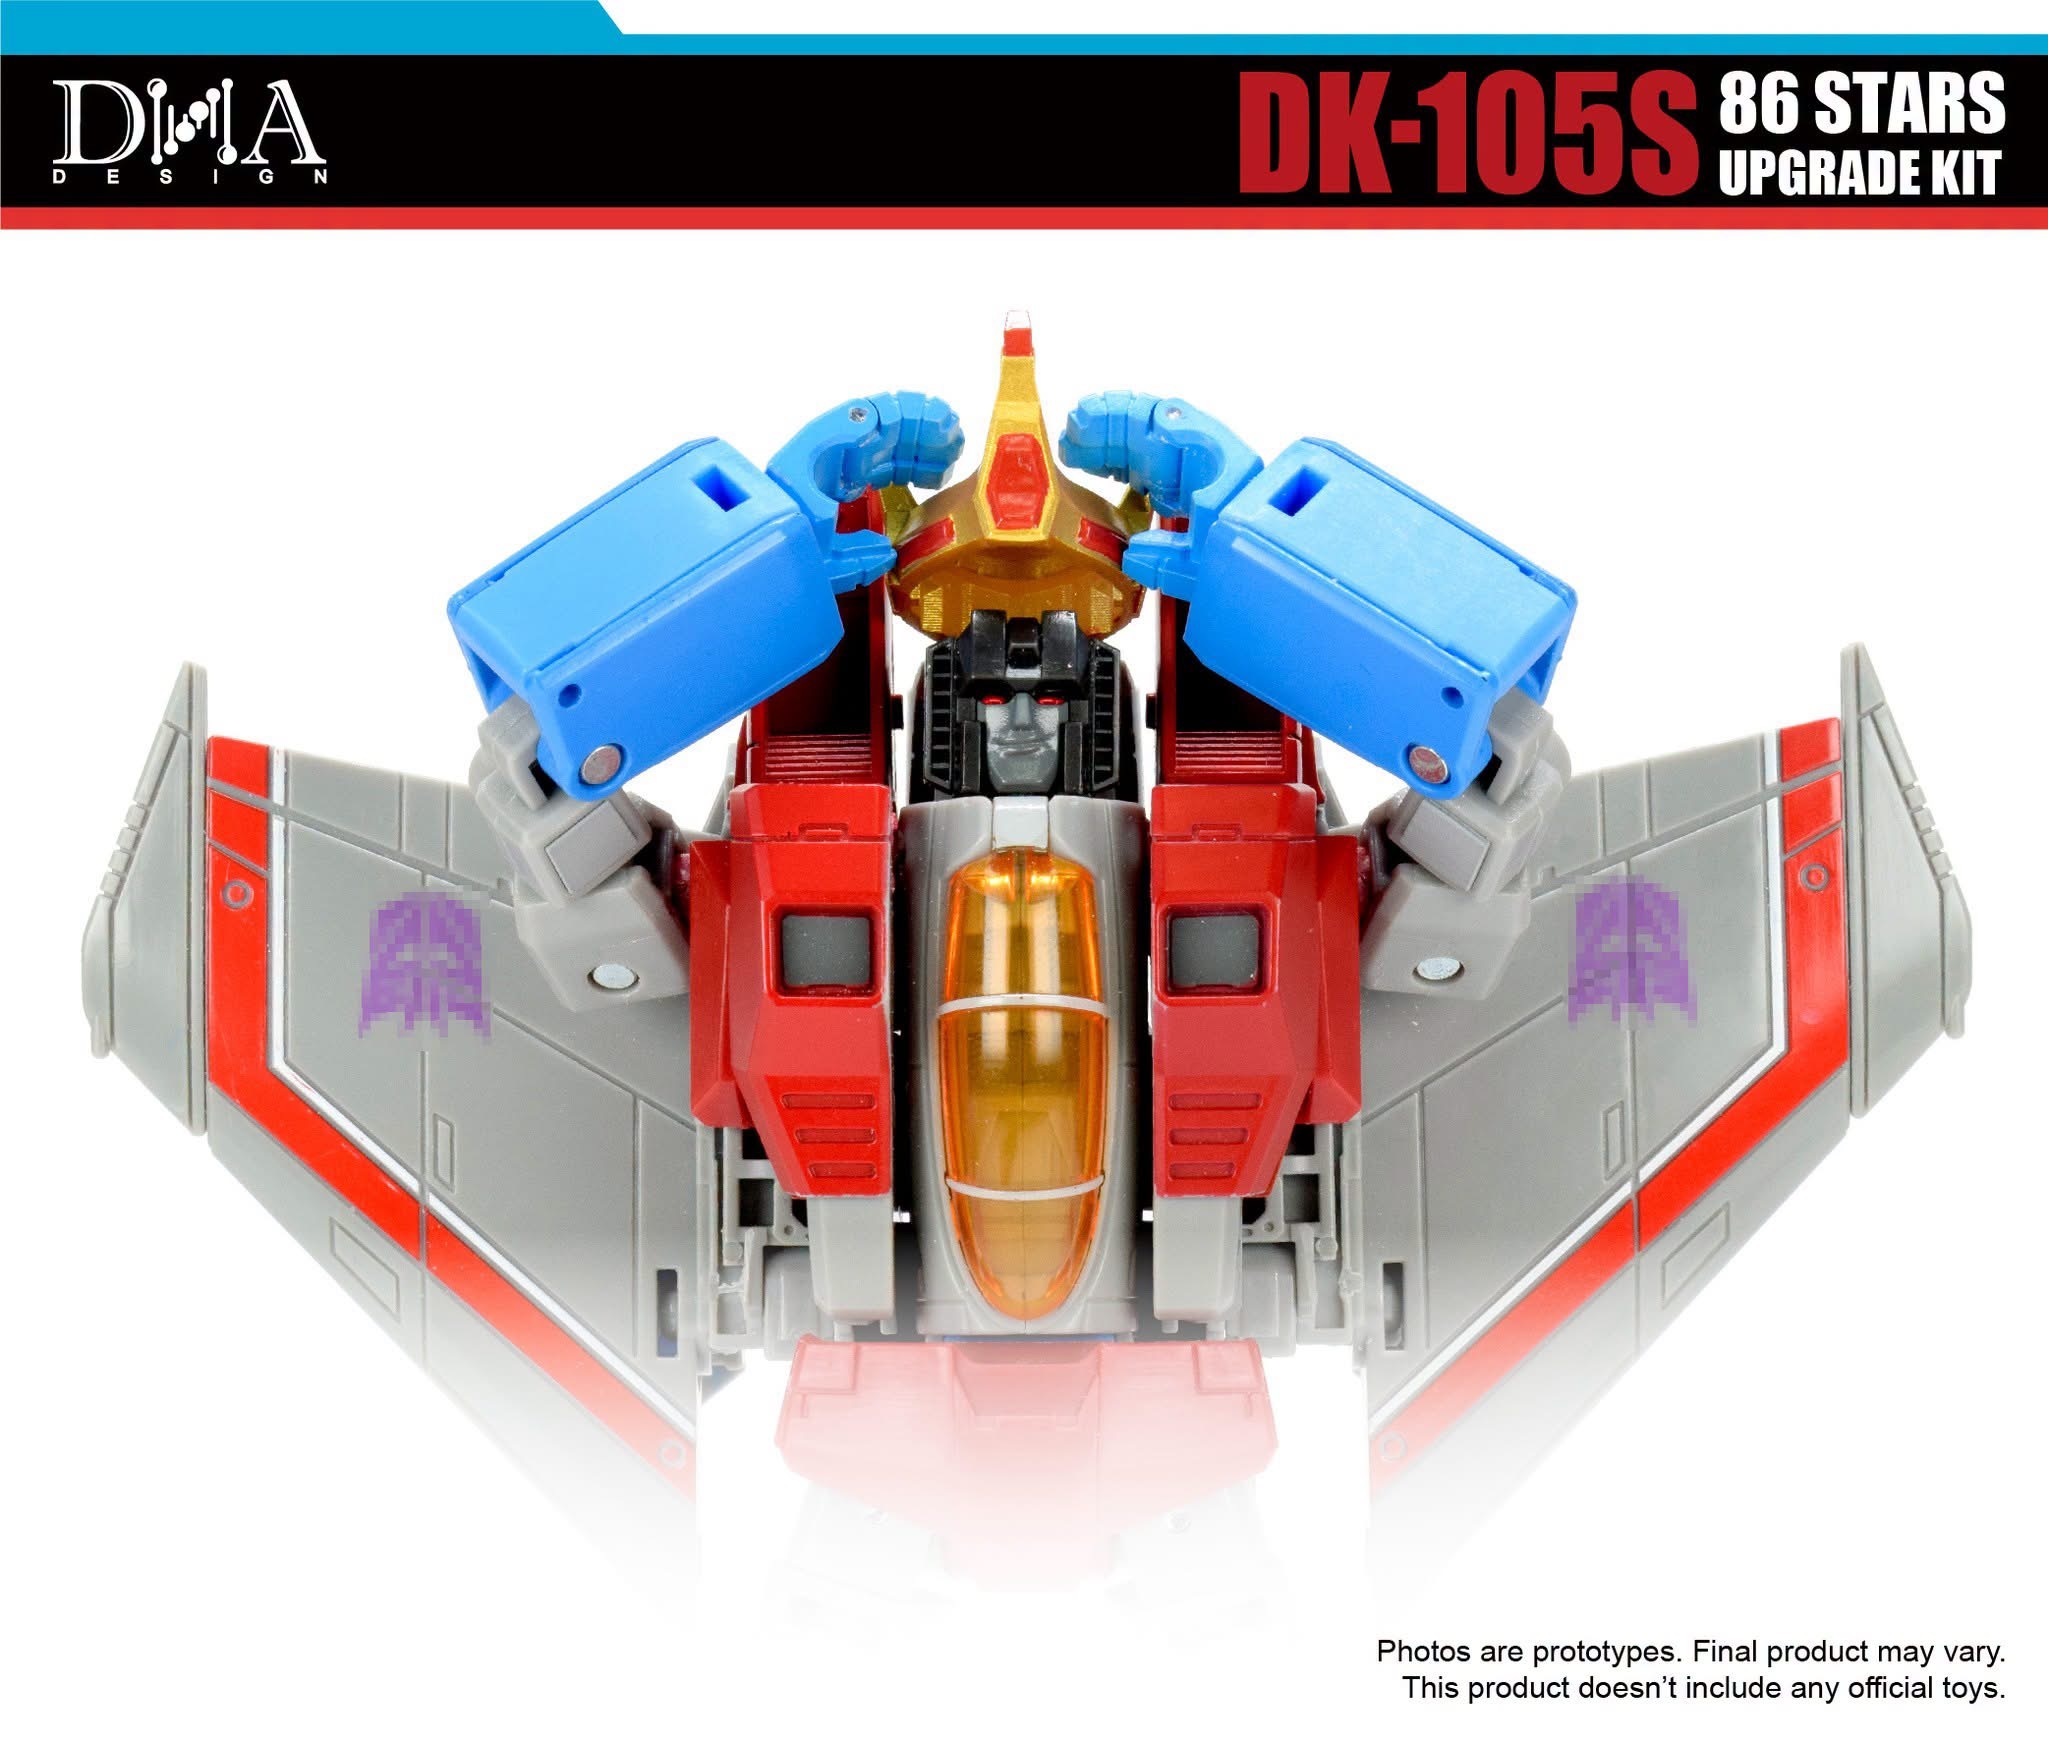 DNA
DESIGN
DK-105S
86 STARS
UPGRADE KIT
Photos are prototypes. Final product may vary.
This product doesn't include any official toys.